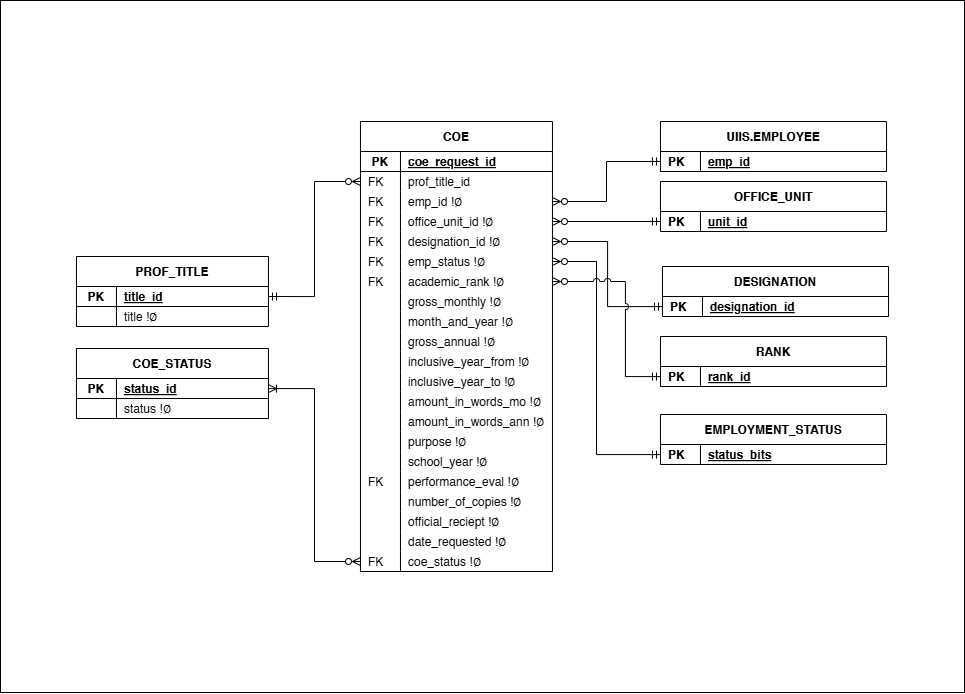 COE
PK coe_request_id
FK prof_title_id
FK emp_id !Ø
FK office_unit_id !Ø
FK designation_id !Ø
FK emp_status !Ø
FK academic_rank !Ø
gross_monthly !Ø
month_and_year !Ø
gross_annual !Ø
inclusive_year_from !Ø
inclusive_year_to !Ø
amount_in_words_mo !Ø
amount_in_words_ann !Ø
purpose !Ø
school_year !Ø
FK performance_eval !Ø
number_of_copies !Ø
official_reciept !Ø
date_requested !Ø
FK coe_status !Ø
PROF_TITLE
PK title_id
title !Ø
COE_STATUS
PK status_id
status !Ø
UIIS.EMPLOYEE
PK emp_id
OFFICE_UNIT
PK unit_id
DESIGNATION
PK designation_id
RANK
PK rank_id
EMPLOYMENT_STATUS
PK status_bits